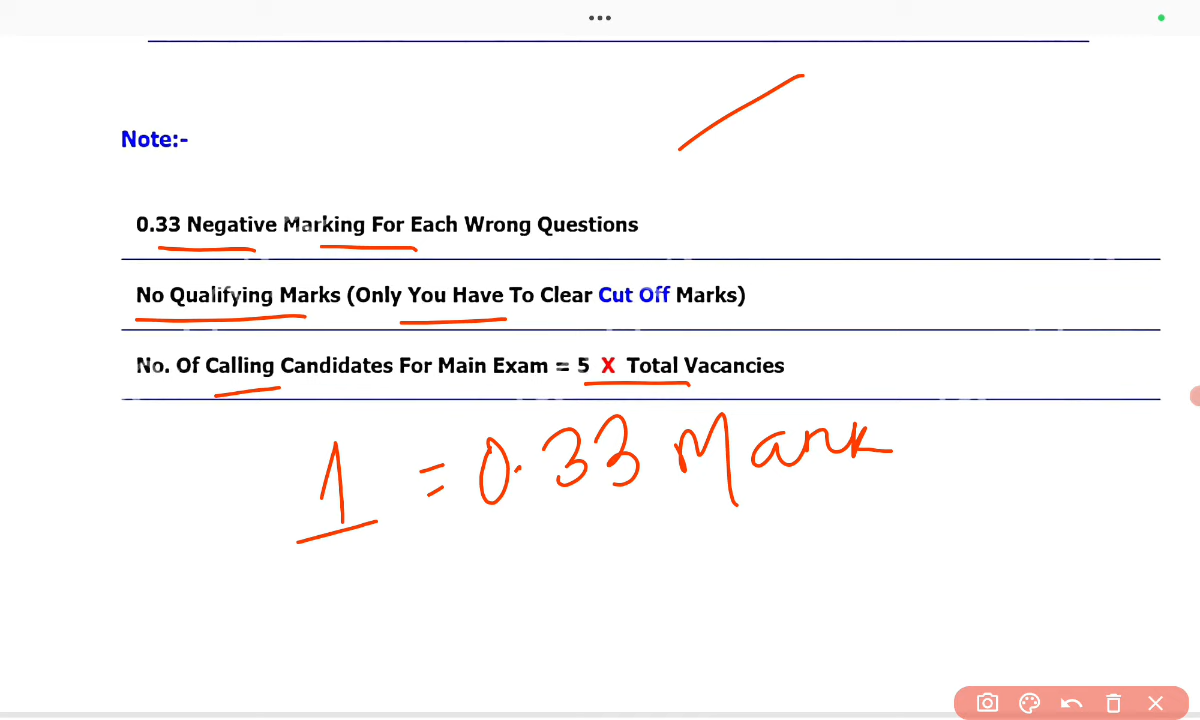 Note:-
0.33 Negative Marking For Each Wrong Questions
No Qualifying Marks (Only You Have To Clear Cut Off Marks)
No. Of Calling Candidates For Main Exam = 5 X Total Vacancies
1 = 0.33 Mark